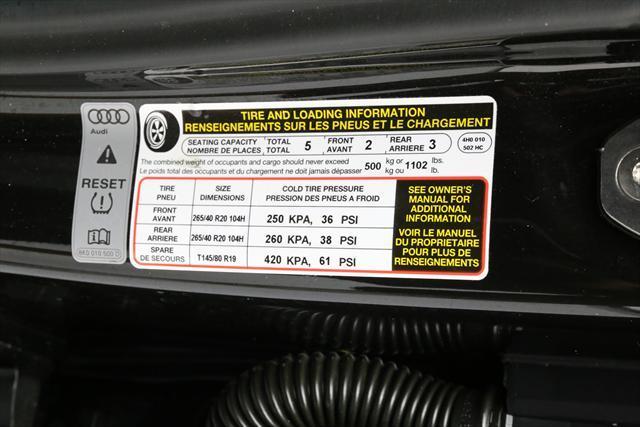 Audi
RESET
8K0 010 500 D
TIRE AND LOADING INFORMATION
RENSEIGNEMENTS SUR LES PNEUS ET LE CHARGEMENT
SEATING CAPACITY TOTAL 5 FRONT 2 REAR 3
NOMBRE DE PLACES TOTAL AVANT ARRIERE
4H0 010
502 HC
The combined weight of occupants and cargo should never exceed 500 kg or 1102 lbs.
Le poids total des occupants et du chargement ne doit jamais dépasser kg ou lb.
TIRE SIZE COLD TIRE PRESSURE
PNEU DIMENSIONS PRESSION DES PNEUS A FROID
FRONT 265/40 R20 104H 250 KPA, 36 PSI
AVANT
REAR 265/40 R20 104H 260 KPA, 38 PSI
ARRIERE
SPARE T145/80 R19 420 KPA, 61 PSI
DE SECOURS
SEE OWNER'S
MANUAL FOR
ADDITIONAL
INFORMATION
VOIR LE MANUEL
DU PROPRIETAIRE
POUR PLUS DE
RENSEIGNEMENTS